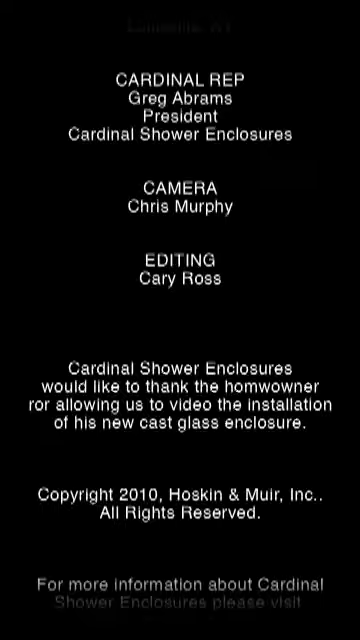 CARDINAL REP
Greg Abrams
President
Cardinal Shower Enclosures
CAMERA
Chris Murphy
EDITING
Cary Ross
Cardinal Shower Enclosures
would like to thank the homwowner
ror allowing us to video the installation
of his new cast glass enclosure.
Copyright 2010, Hoskin & Muir, Inc..
All Rights Reserved.
For more information about Cardinal
Shower Enclosures please visit